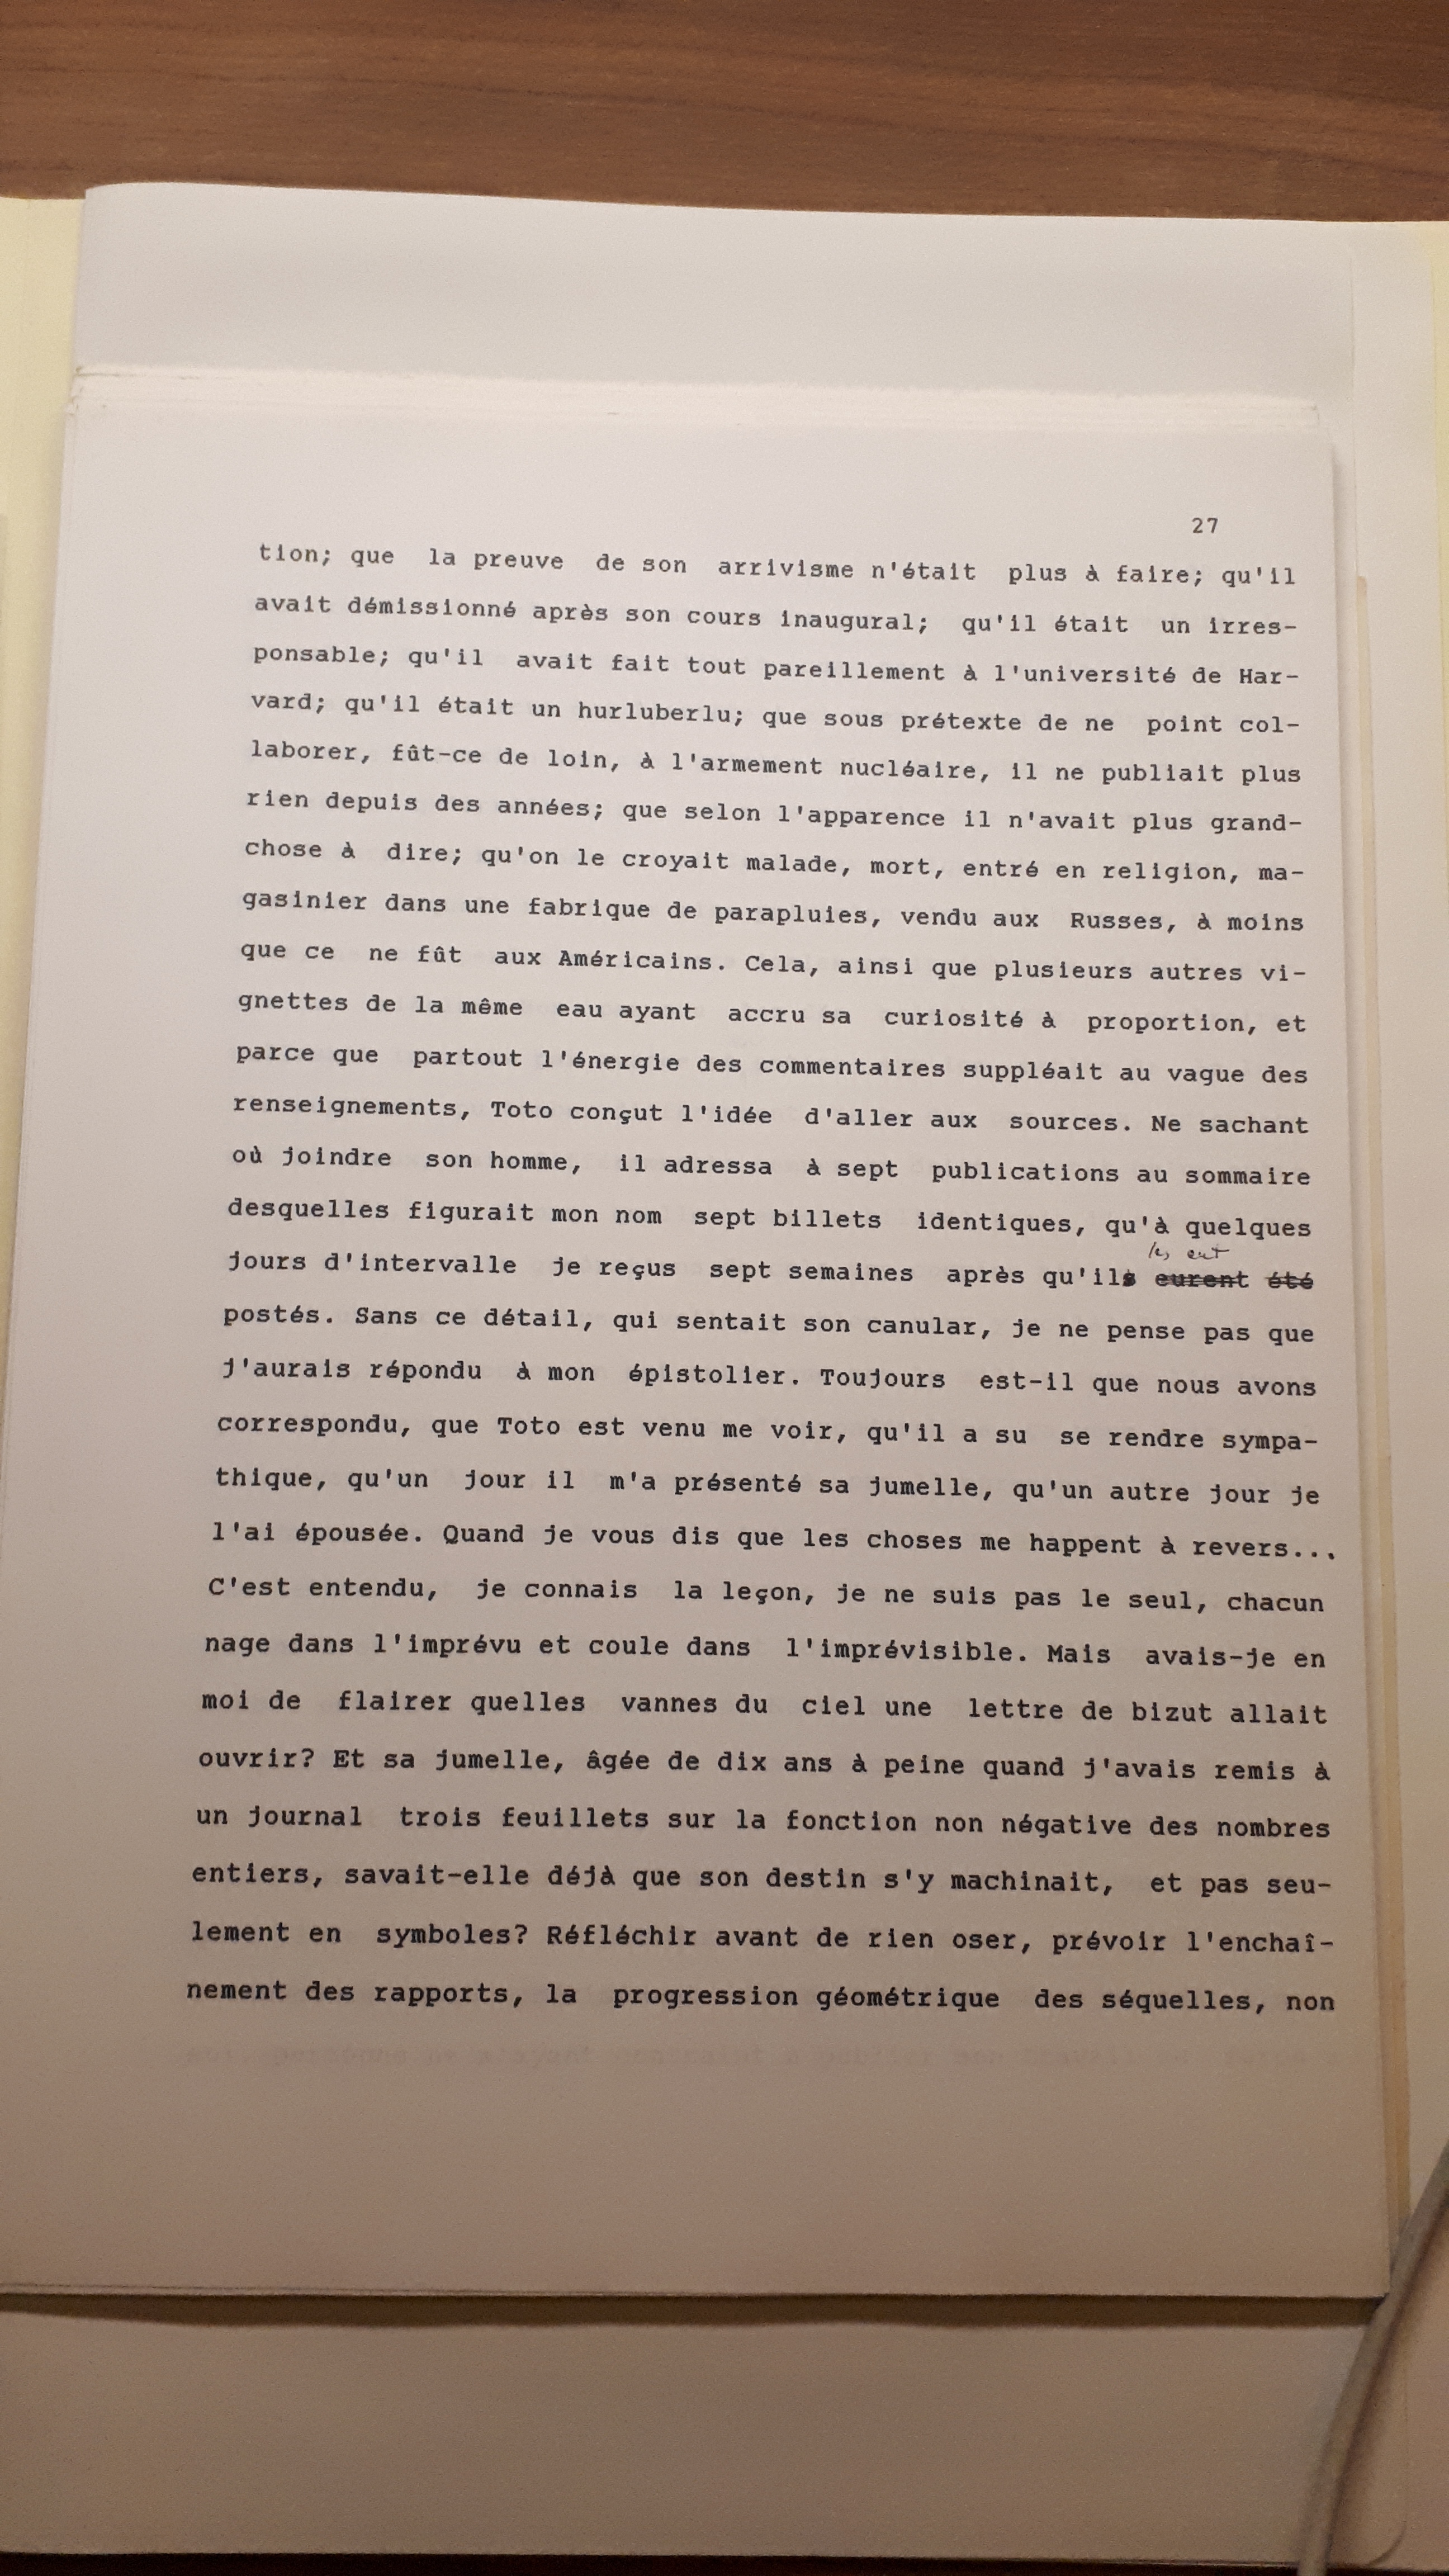 27
tion; que la preuve de son arrivisme n'était plus à faire; qu'il
avait démissionné après son cours inaugural; qu'il était un irres-
ponsable; qu'il avait fait tout pareillement à l'université de Har-
vard; qu'il était un hurluberlu; que sous prétexte de ne point col-
laborer, fût-ce de loin, à l'armement nucléaire, il ne publiait plus
rien depuis des années; que selon l'apparence il n'avait plus grand-
chose à dire; qu'on le croyait malade, mort, entré en religion, ma-
gasinier dans une fabrique de parapluies, vendu aux Russes, à moins
que ce ne fût aux Américains. Cela, ainsi que plusieurs autres vi-
gnettes de la même eau ayant accru sa curiosité à proportion, et
parce que partout l'énergie des commentaires suppléait au vague des
renseignements, Toto conçut l'idée d'aller aux sources. Ne sachant
où joindre son homme, il adressa à sept publications au sommaire
desquelles figurait mon nom sept billets identiques, qu'à quelques
les eut
jours d'intervalle je reçus sept semaines après qu'ils eurent été
postés. Sans ce détail, qui sentait son canular, je ne pense pas que
j'aurais répondu à mon épistolier. Toujours est-il que nous avons
correspondu, que Toto est venu me voir, qu'il a su se rendre sympa-
thique, qu'un jour il m'a présenté sa jumelle, qu'un autre jour je
l'ai épousée. Quand je vous dis que les choses me happent à revers...
C'est entendu, je connais la leçon, je ne suis pas le seul, chacun
nage dans l'imprévu et coule dans l'imprévisible. Mais avais-je en
moi de flairer quelles vannes du ciel une lettre de bizut allait
ouvrir? Et sa jumelle, âgée de dix ans à peine quand j'avais remis à
un journal trois feuillets sur la fonction non négative des nombres
entiers, savait-elle déjà que son destin s'y machinait, et pas seu-
lement en symboles? Réfléchir avant de rien oser, prévoir l'enchaî-
nement des rapports, la progression géométrique des séquelles, non